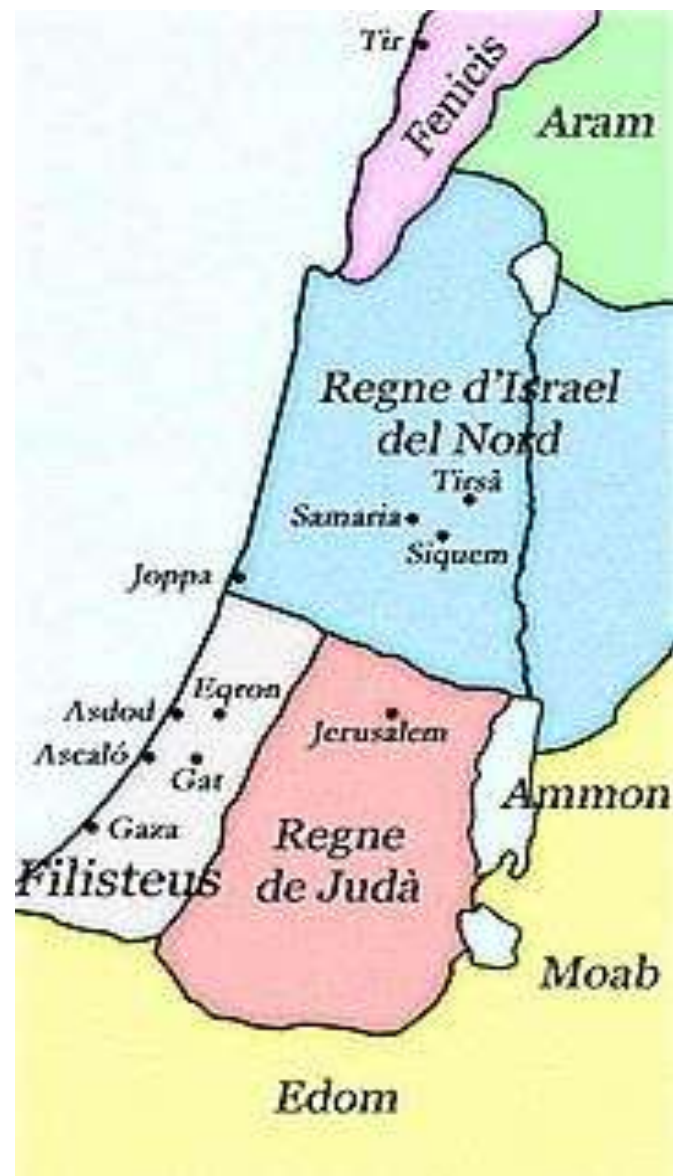 Tir
Fenicis
Aram
Regne d'Israel
del Nord
Tirsà
Samaria
Siquem
Joppa
Eqron
Asdod
Jerusalem
Ascaló
Gat
Ammon
Gaza
Regne
de Judà
Filisteus
Moab
Edom